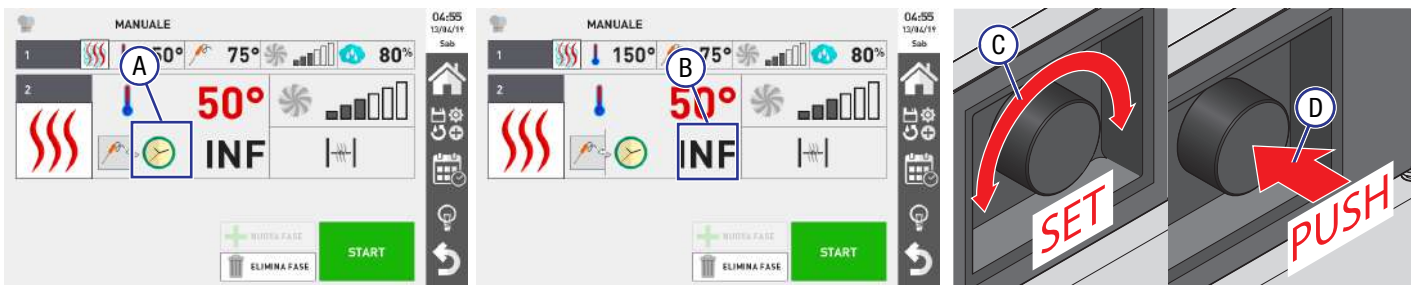 MANUALE
04:55
13/04/19
Sab
1 50° 75° 80%
A
2
50°
INF
NUOVA FASE
ELIMINA FASE
START
MANUALE
04:55
13/04/19
Sab
1 150° 75° 80%
B
2
50°
INF
NUOVA FASE
ELIMINA FASE
START
C
SET
D
PUSH